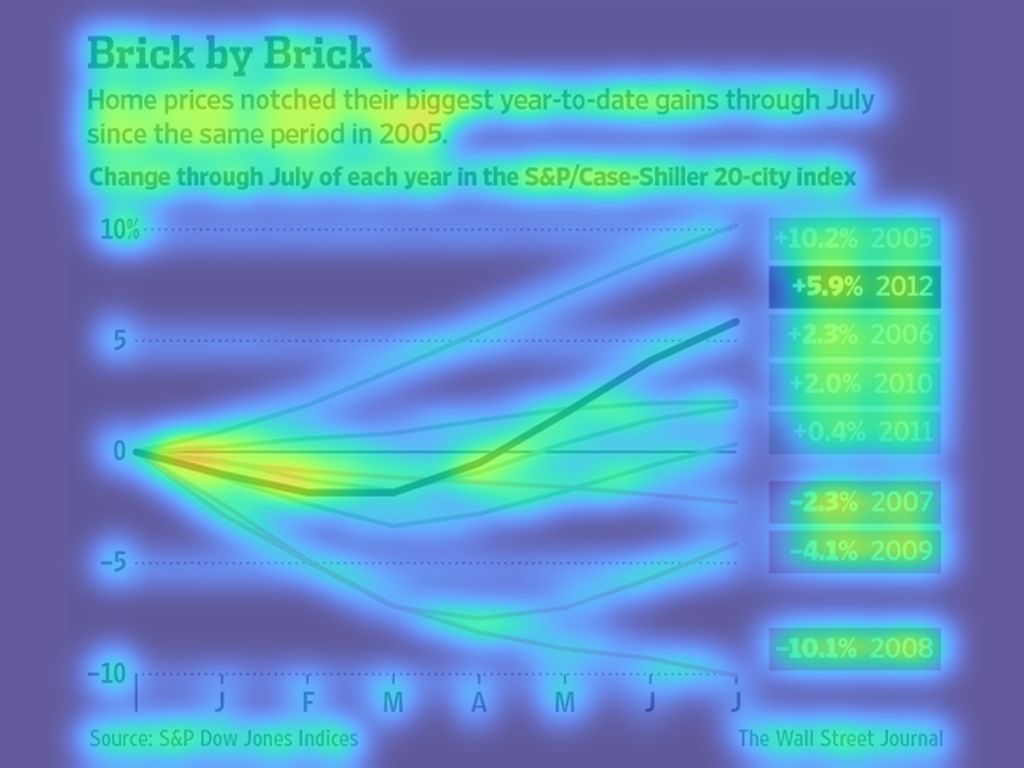 Brick by Brick
Home prices notched their biggest year-to-date gains through July
since the same period in 2005.
Change through July of each year in the S&P/Case-Shiller 20-city index
10%
+10.2% 2005
+5.9% 2012
5
+2.3% 2006
+2.0% 2010
+0.4% 2011
0
–2.3% 2007
–4.1% 2009
–5
–10.1% 2008
–10
J F M A M J J
Source: S&P Dow Jones Indices
The Wall Street Journal